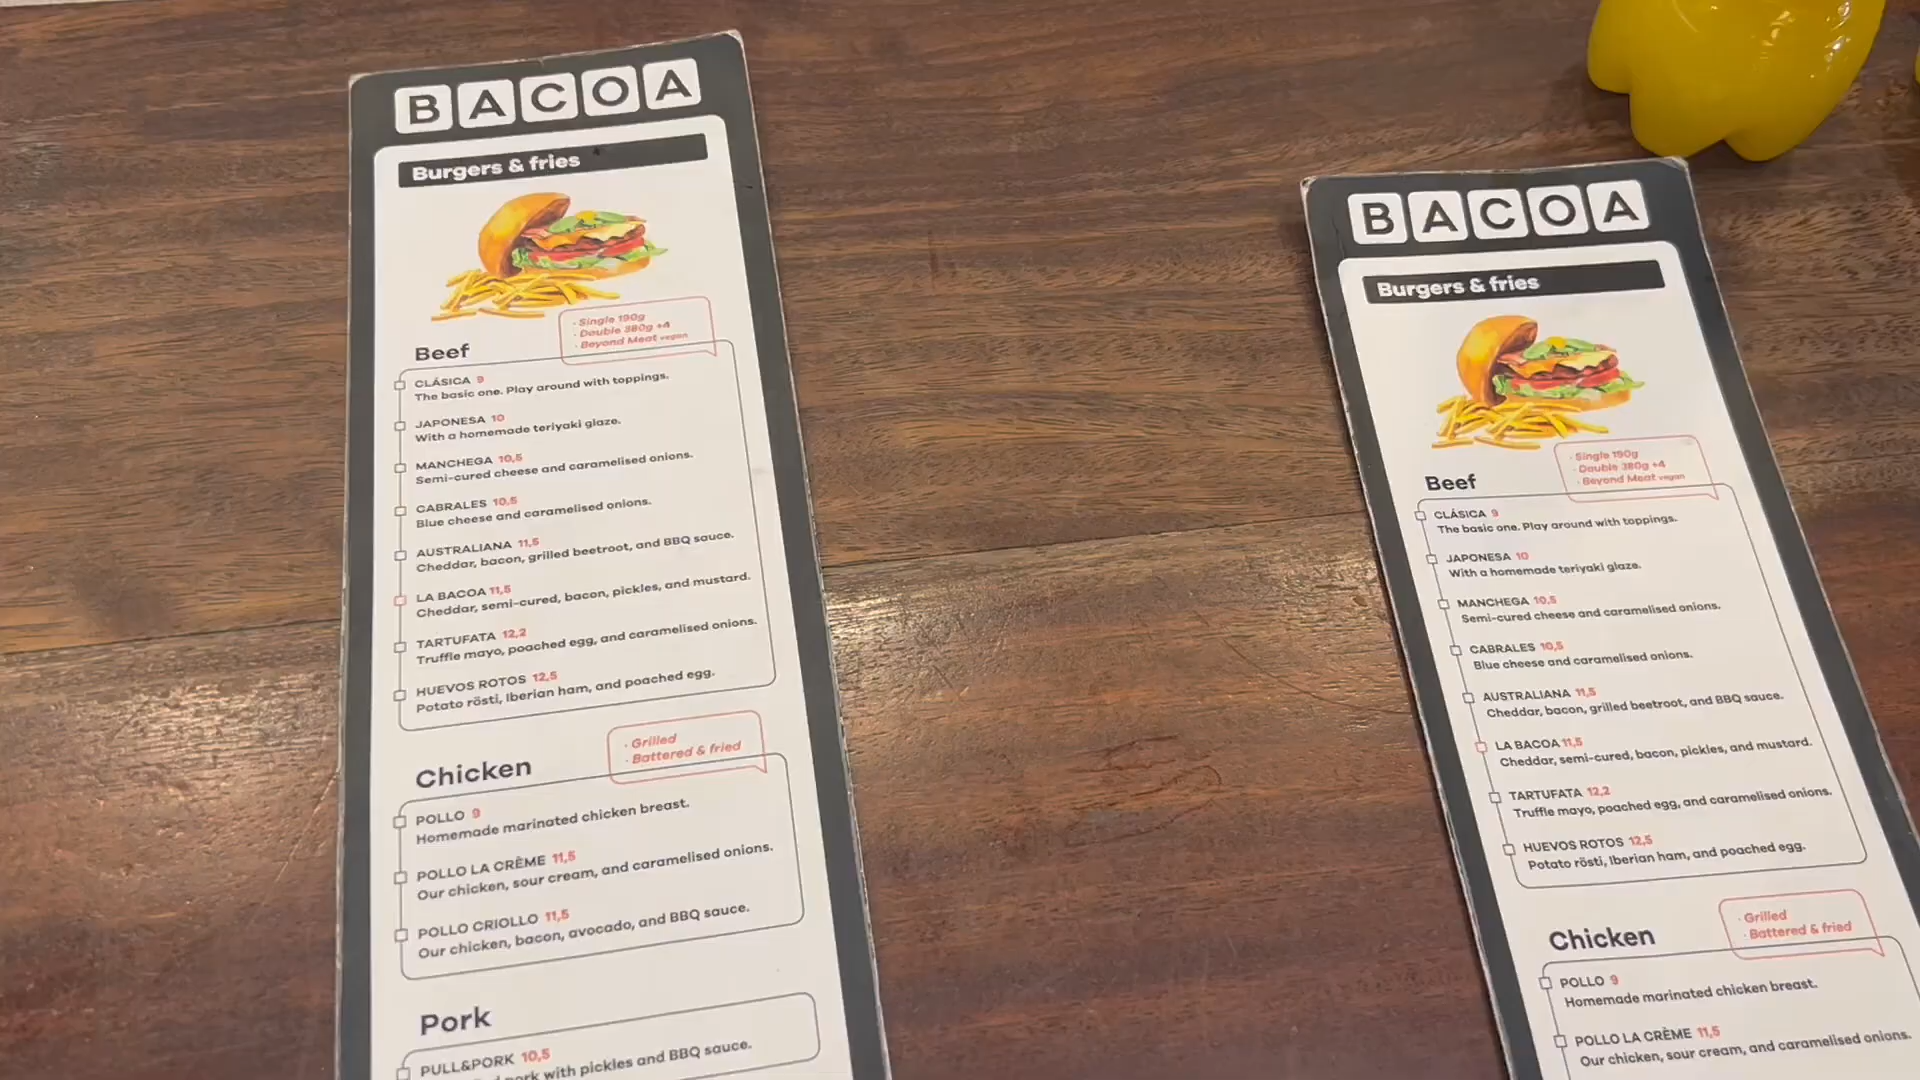 BACOA
Burgers & fries
· Single 190g
· Double 380g +4
· Beyond Meat vegan
Beef
CLÁSICA 9
The basic one. Play around with toppings.
JAPONESA 10
With a homemade teriyaki glaze.
MANCHEGA 10,5
Semi-cured cheese and caramelised onions.
CABRALES 10,5
Blue cheese and caramelised onions.
AUSTRALIANA 11,5
Cheddar, bacon, grilled beetroot, and BBQ sauce.
LA BACOA 11,5
Cheddar, semi-cured, bacon, pickles, and mustard.
TARTUFATA 12,2
Truffle mayo, poached egg, and caramelised onions.
HUEVOS ROTOS 12,5
Potato rösti, Iberian ham, and poached egg.
· Grilled
· Battered & fried
Chicken
POLLO 9
Homemade marinated chicken breast.
POLLO LA CRÈME 11,5
Our chicken, sour cream, and caramelised onions.
POLLO CRIOLLO 11,5
Our chicken, bacon, avocado, and BBQ sauce.
Pork
PULL&PORK 10,5
pork with pickles and BBQ sauce.
BACOA
Burgers & fries
· Single 190g
· Double 380g +4
· Beyond Meat vegan
Beef
CLÁSICA 9
The basic one. Play around with toppings.
JAPONESA 10
With a homemade teriyaki glaze.
MANCHEGA 10,5
Semi-cured cheese and caramelised onions.
CABRALES 10,5
Blue cheese and caramelised onions.
AUSTRALIANA 11,5
Cheddar, bacon, grilled beetroot, and BBQ sauce.
LA BACOA 11,5
Cheddar, semi-cured, bacon, pickles, and mustard.
TARTUFATA 12,2
Truffle mayo, poached egg, and caramelised onions.
HUEVOS ROTOS 12,5
Potato rösti, Iberian ham, and poached egg.
· Grilled
· Battered & fried
Chicken
POLLO 9
Homemade marinated chicken breast.
POLLO LA CRÈME 11,5
Our chicken, sour cream, and caramelised onions.